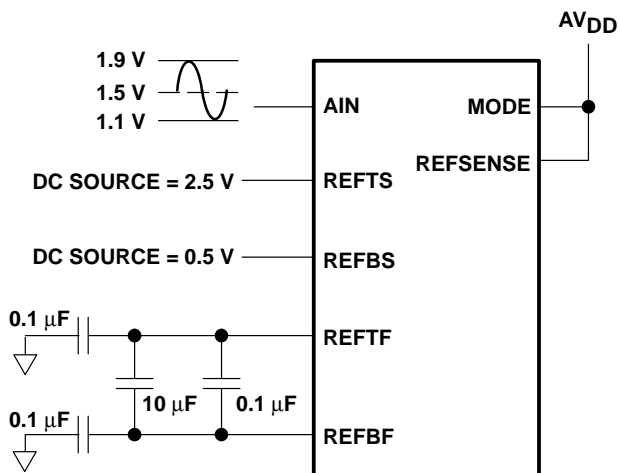 AVDD
1.9 V
1.5 V
1.1 V
AIN
MODE
REFSENSE
DC SOURCE = 2.5 V
REFTS
DC SOURCE = 0.5 V
REFBS
0.1 μF
REFTF
10 μF
0.1 μF
0.1 μF
REFBF